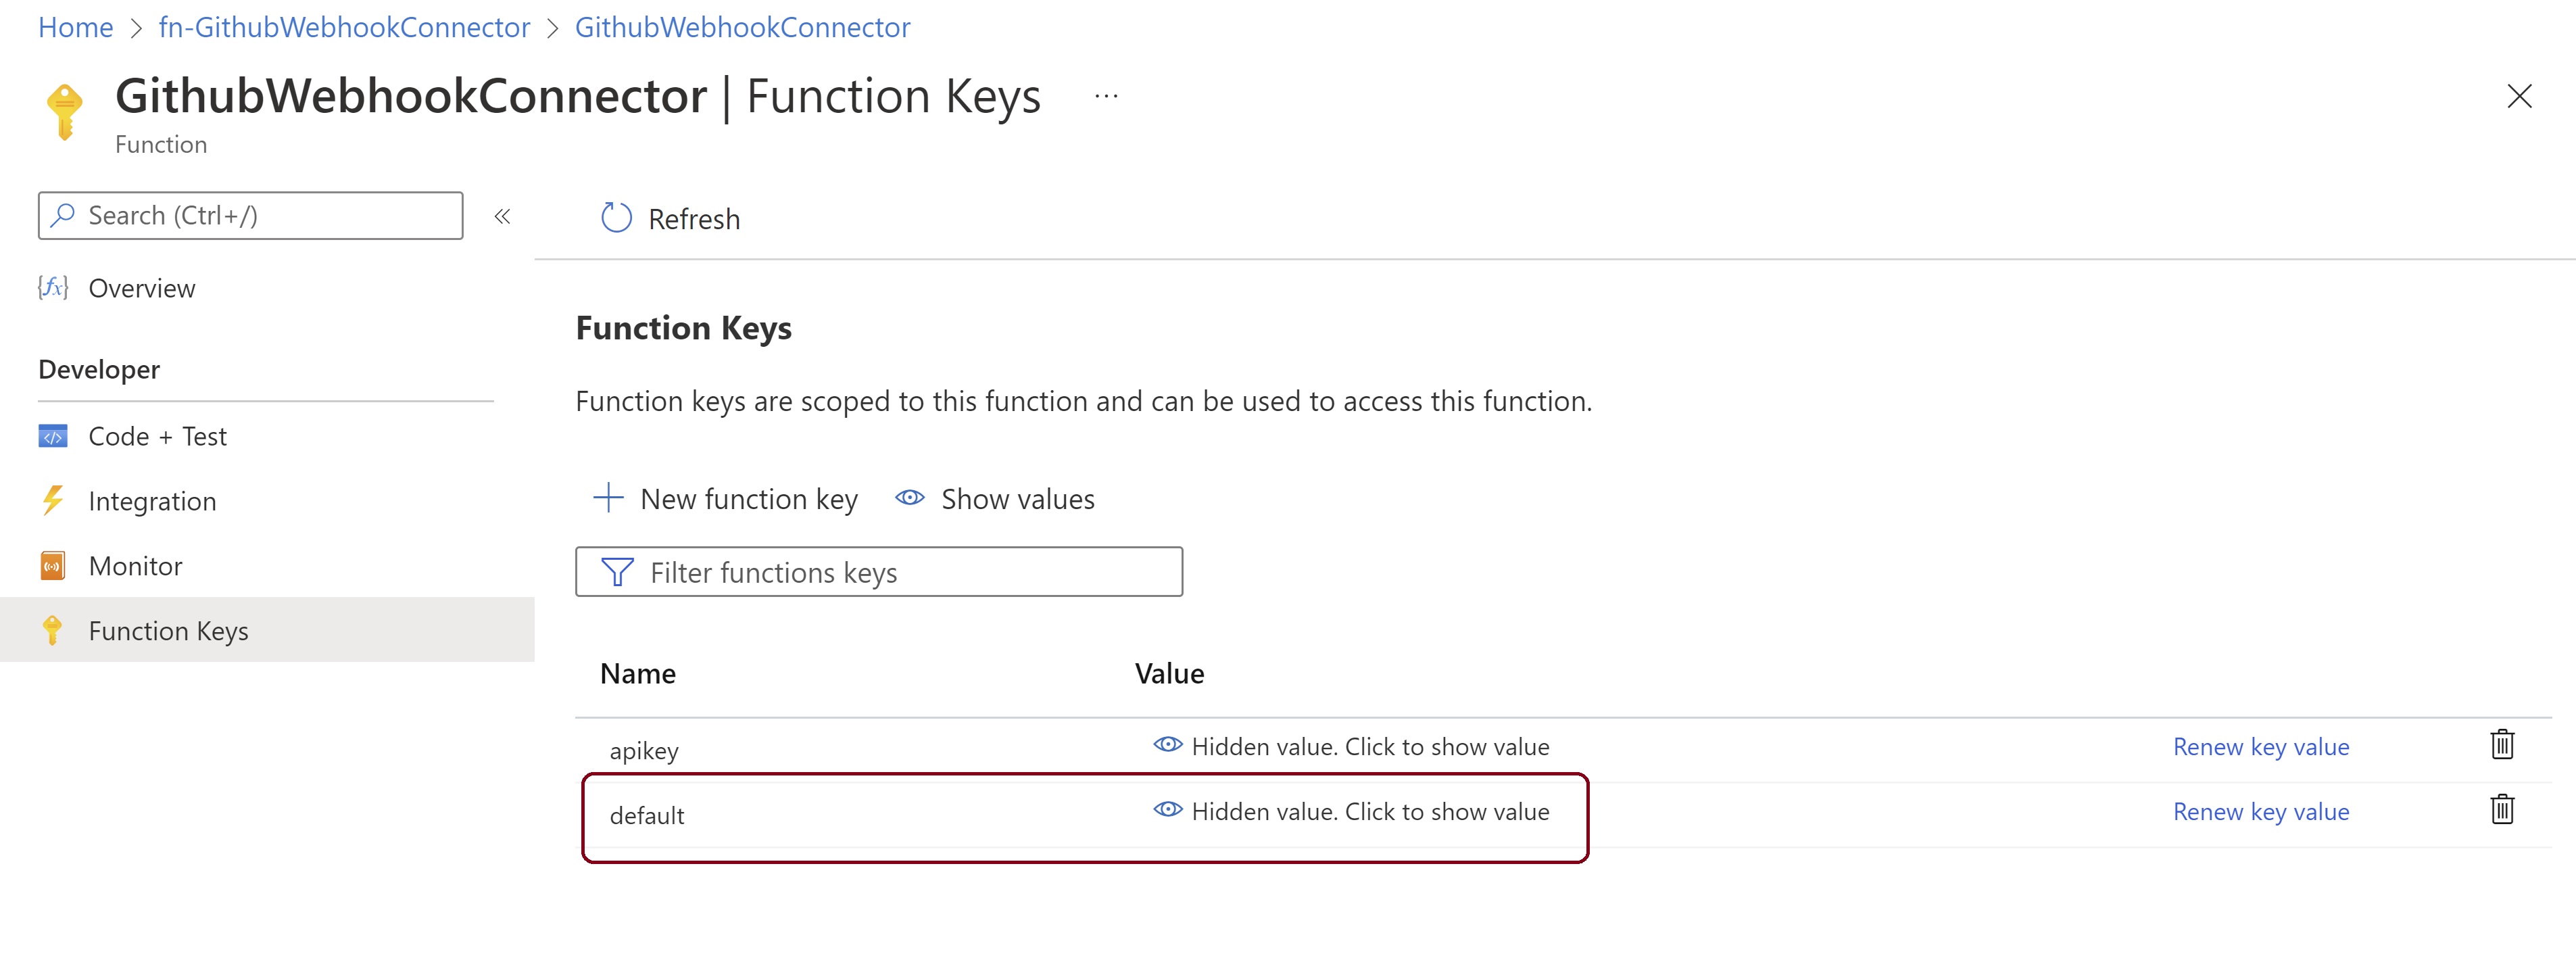 Home > fn-GithubWebhookConnector > GithubWebhookConnector
GithubWebhookConnector | Function Keys ...
Function
Search (Ctrl+/)
Refresh
Overview
Developer
Code + Test
Integration
Monitor
Function Keys
Function Keys
Function keys are scoped to this function and can be used to access this function.
New function key Show values
Filter functions keys
Name Value
apikey Hidden value. Click to show value Renew key value
default Hidden value. Click to show value Renew key value